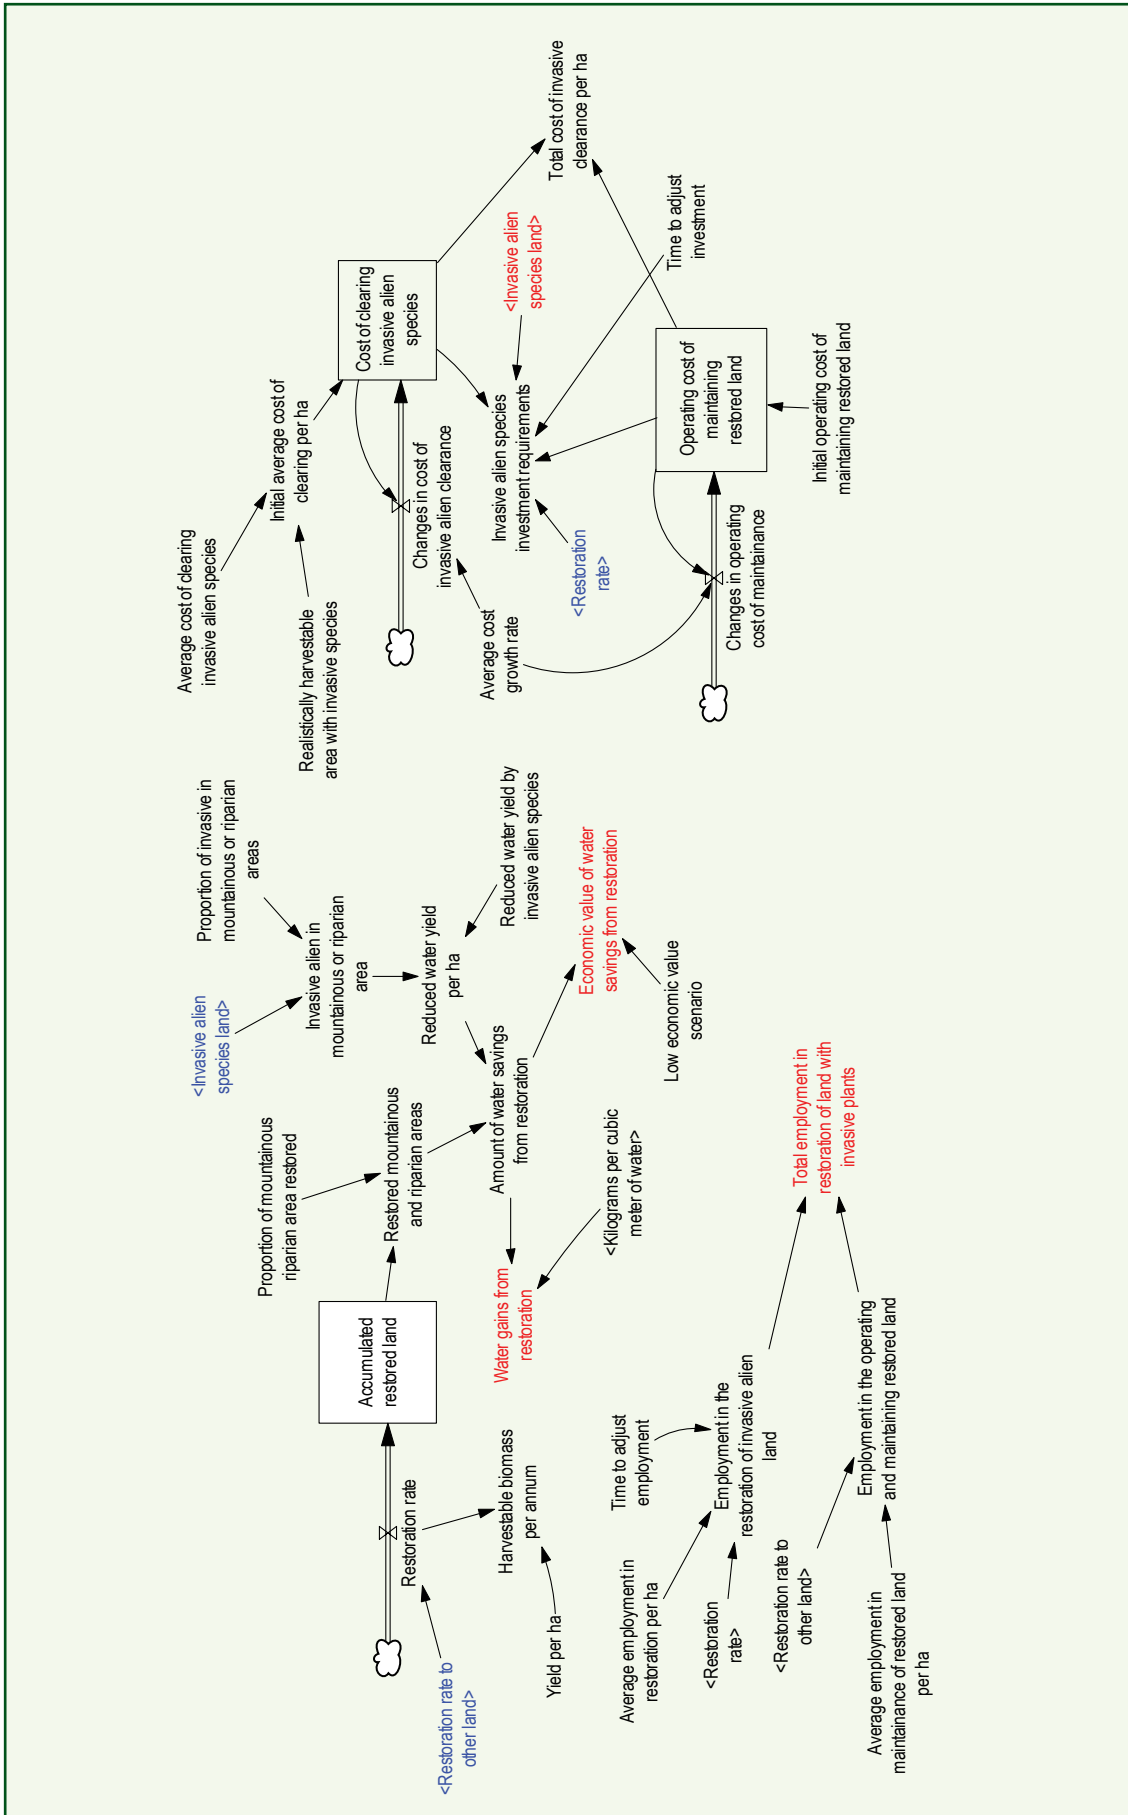 <Restoration rate to
other land>
Restoration rate
Accumulated
restored land
Yield per ha
Harvestable biomass
per annum
Proportion of mountainous
riparian area restored
Restored mountainous
and riparian areas
<Invasive alien
species land>
Proportion of invasive in
mountainous or riparian
areas
Invasive alien in
mountainous or riparian
area
Reduced water yield
per ha
Reduced water yield by
invasive alien species
Amount of water savings
from restoration
Water gains from
restoration
<Kilograms per cubic
meter of water>
Economic value of water
savings from restoration
Low economic value
scenario
Average employment in
restoration per ha
Time to adjust
employment
<Restoration
rate>
Employment in the
restoration of invasive alien
land
<Restoration rate to
other land>
Average employment in
maintainance of restored land
per ha
Employment in the operating
and maintaining restored land
Total employment in
restoration of land with
invasive plants
Average cost of clearing
invasive alien species
Realistically harvestable
area with invasive species
Initial average cost of
clearing per ha
Cost of clearing
invasive alien
species
Changes in cost of
invasive alien clearance
Average cost
growth rate
Invasive alien species
investment requirements
<Invasive alien
species land>
<Restoration
rate>
Total cost of invasive
clearance per ha
Time to adjust
investment
Operating cost of
maintaining
restored land
Changes in operating
cost of maintainance
Initial operating cost of
maintaining restored land